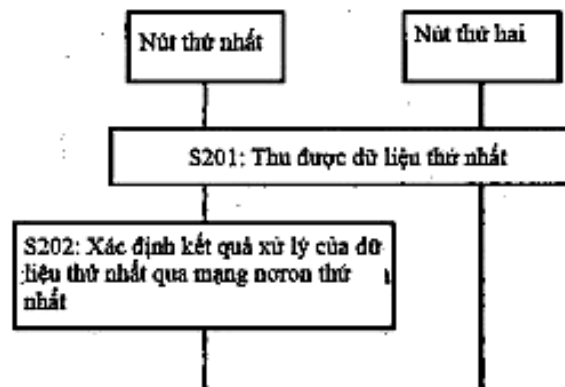 Nút thứ nhất
Nút thứ hai
S201: Thu được dữ liệu thứ nhất
S202: Xác định kết quả xử lý của dữ
liệu thứ nhất qua mạng nơron thứ
nhất